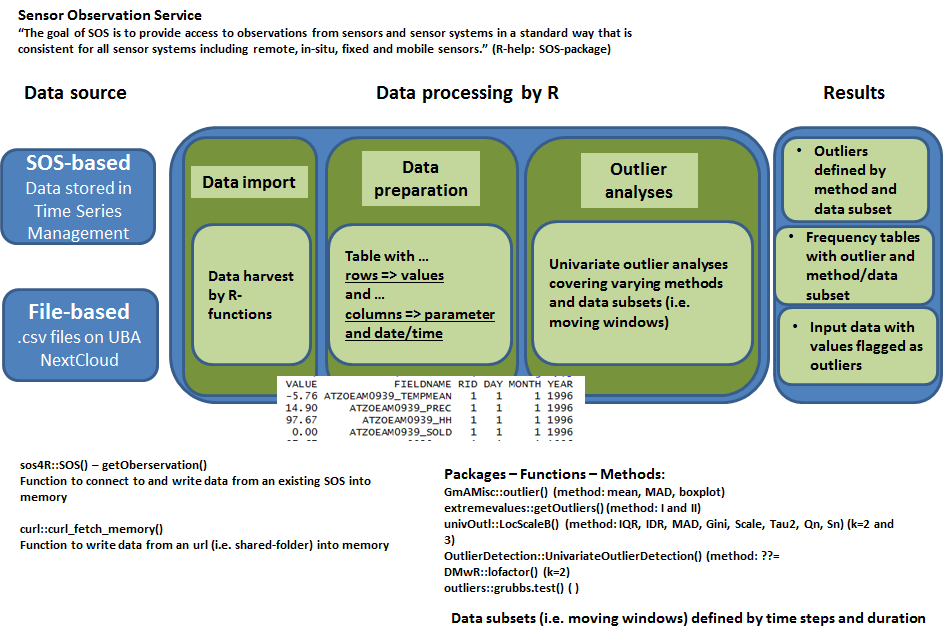 Sensor Observation Service
“The goal of SOS is to provide access to observations from sensors and sensor systems in a standard way that is
consistent for all sensor systems including remote, in-situ, fixed and mobile sensors.” (R-help: SOS-package)
Data source
Data processing by R
Results
SOS-based
Data stored in
Time Series
Management
File-based
.csv files on UBA
NextCloud
Data import
Data harvest
by R-
functions
Data
preparation
Table with ...
rows => values
and ...
columns => parameter
and date/time
Outlier
analyses
Univariate outlier analyses
covering varying methods
and data subsets (i.e.
moving windows)
• Outliers
defined by
method and
data subset
• Frequency tables
with outlier and
method/data
subset
• Input data with
values flagged as
outliers
VALUE FIELDNAME RID DAY MONTH YEAR
-5.76 ATZOEAM0939_TEMPMEAN 1 1 1 1996
14.90 ATZOEAM0939_PREC 1 1 1 1996
97.67 ATZOEAM0939_HH 1 1 1 1996
0.00 ATZOEAM0939_SOLD 1 1 1 1996
sos4R::SOS() – getOberservation()
Function to connect to and write data from an existing SOS into
memory
curl::curl_fetch_memory()
Function to write data from an url (i.e. shared-folder) into memory
Packages – Functions – Methods:
GmAMisc::outlier() (method: mean, MAD, boxplot)
extremevalues::getOutliers() (method: I and II)
univOutl::LocScaleB() (method: IQR, IDR, MAD, Gini, Scale, Tau2, Qn, Sn) (k=2 and
3)
OutlierDetection::UnivariateOutlierDetection() (method: ??=
DMwR::lofactor() (k=2)
outliers::grubbs.test() ( )
Data subsets (i.e. moving windows) defined by time steps and duration